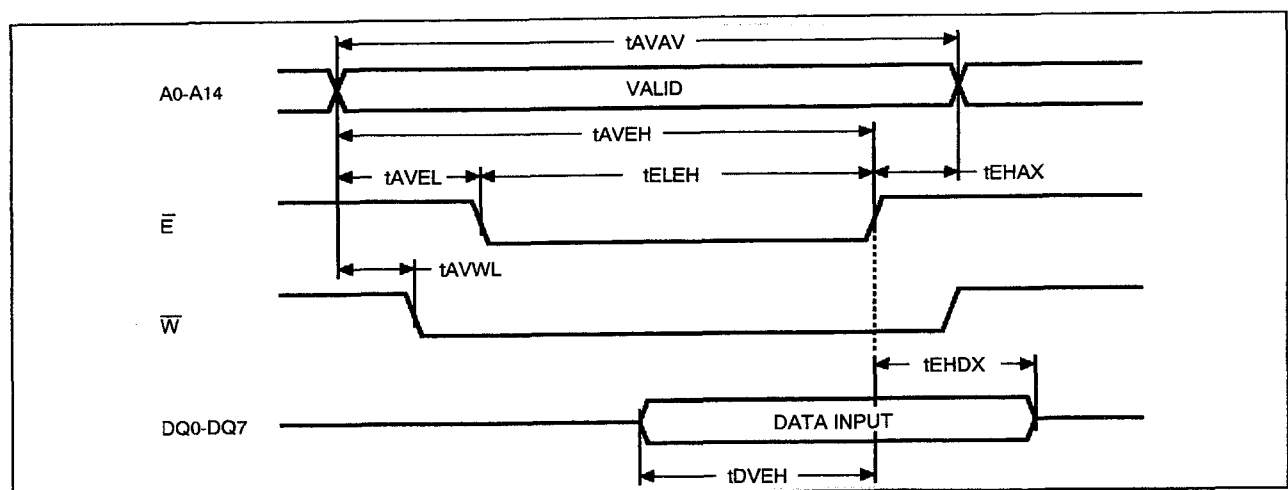 tAVAV
A0-A14
VALID
tAVEH
tAVEL
tELEH
tEHAX
E̅
tAVWL
W̅
tEHDX
DQ0-DQ7
DATA INPUT
tDVEH